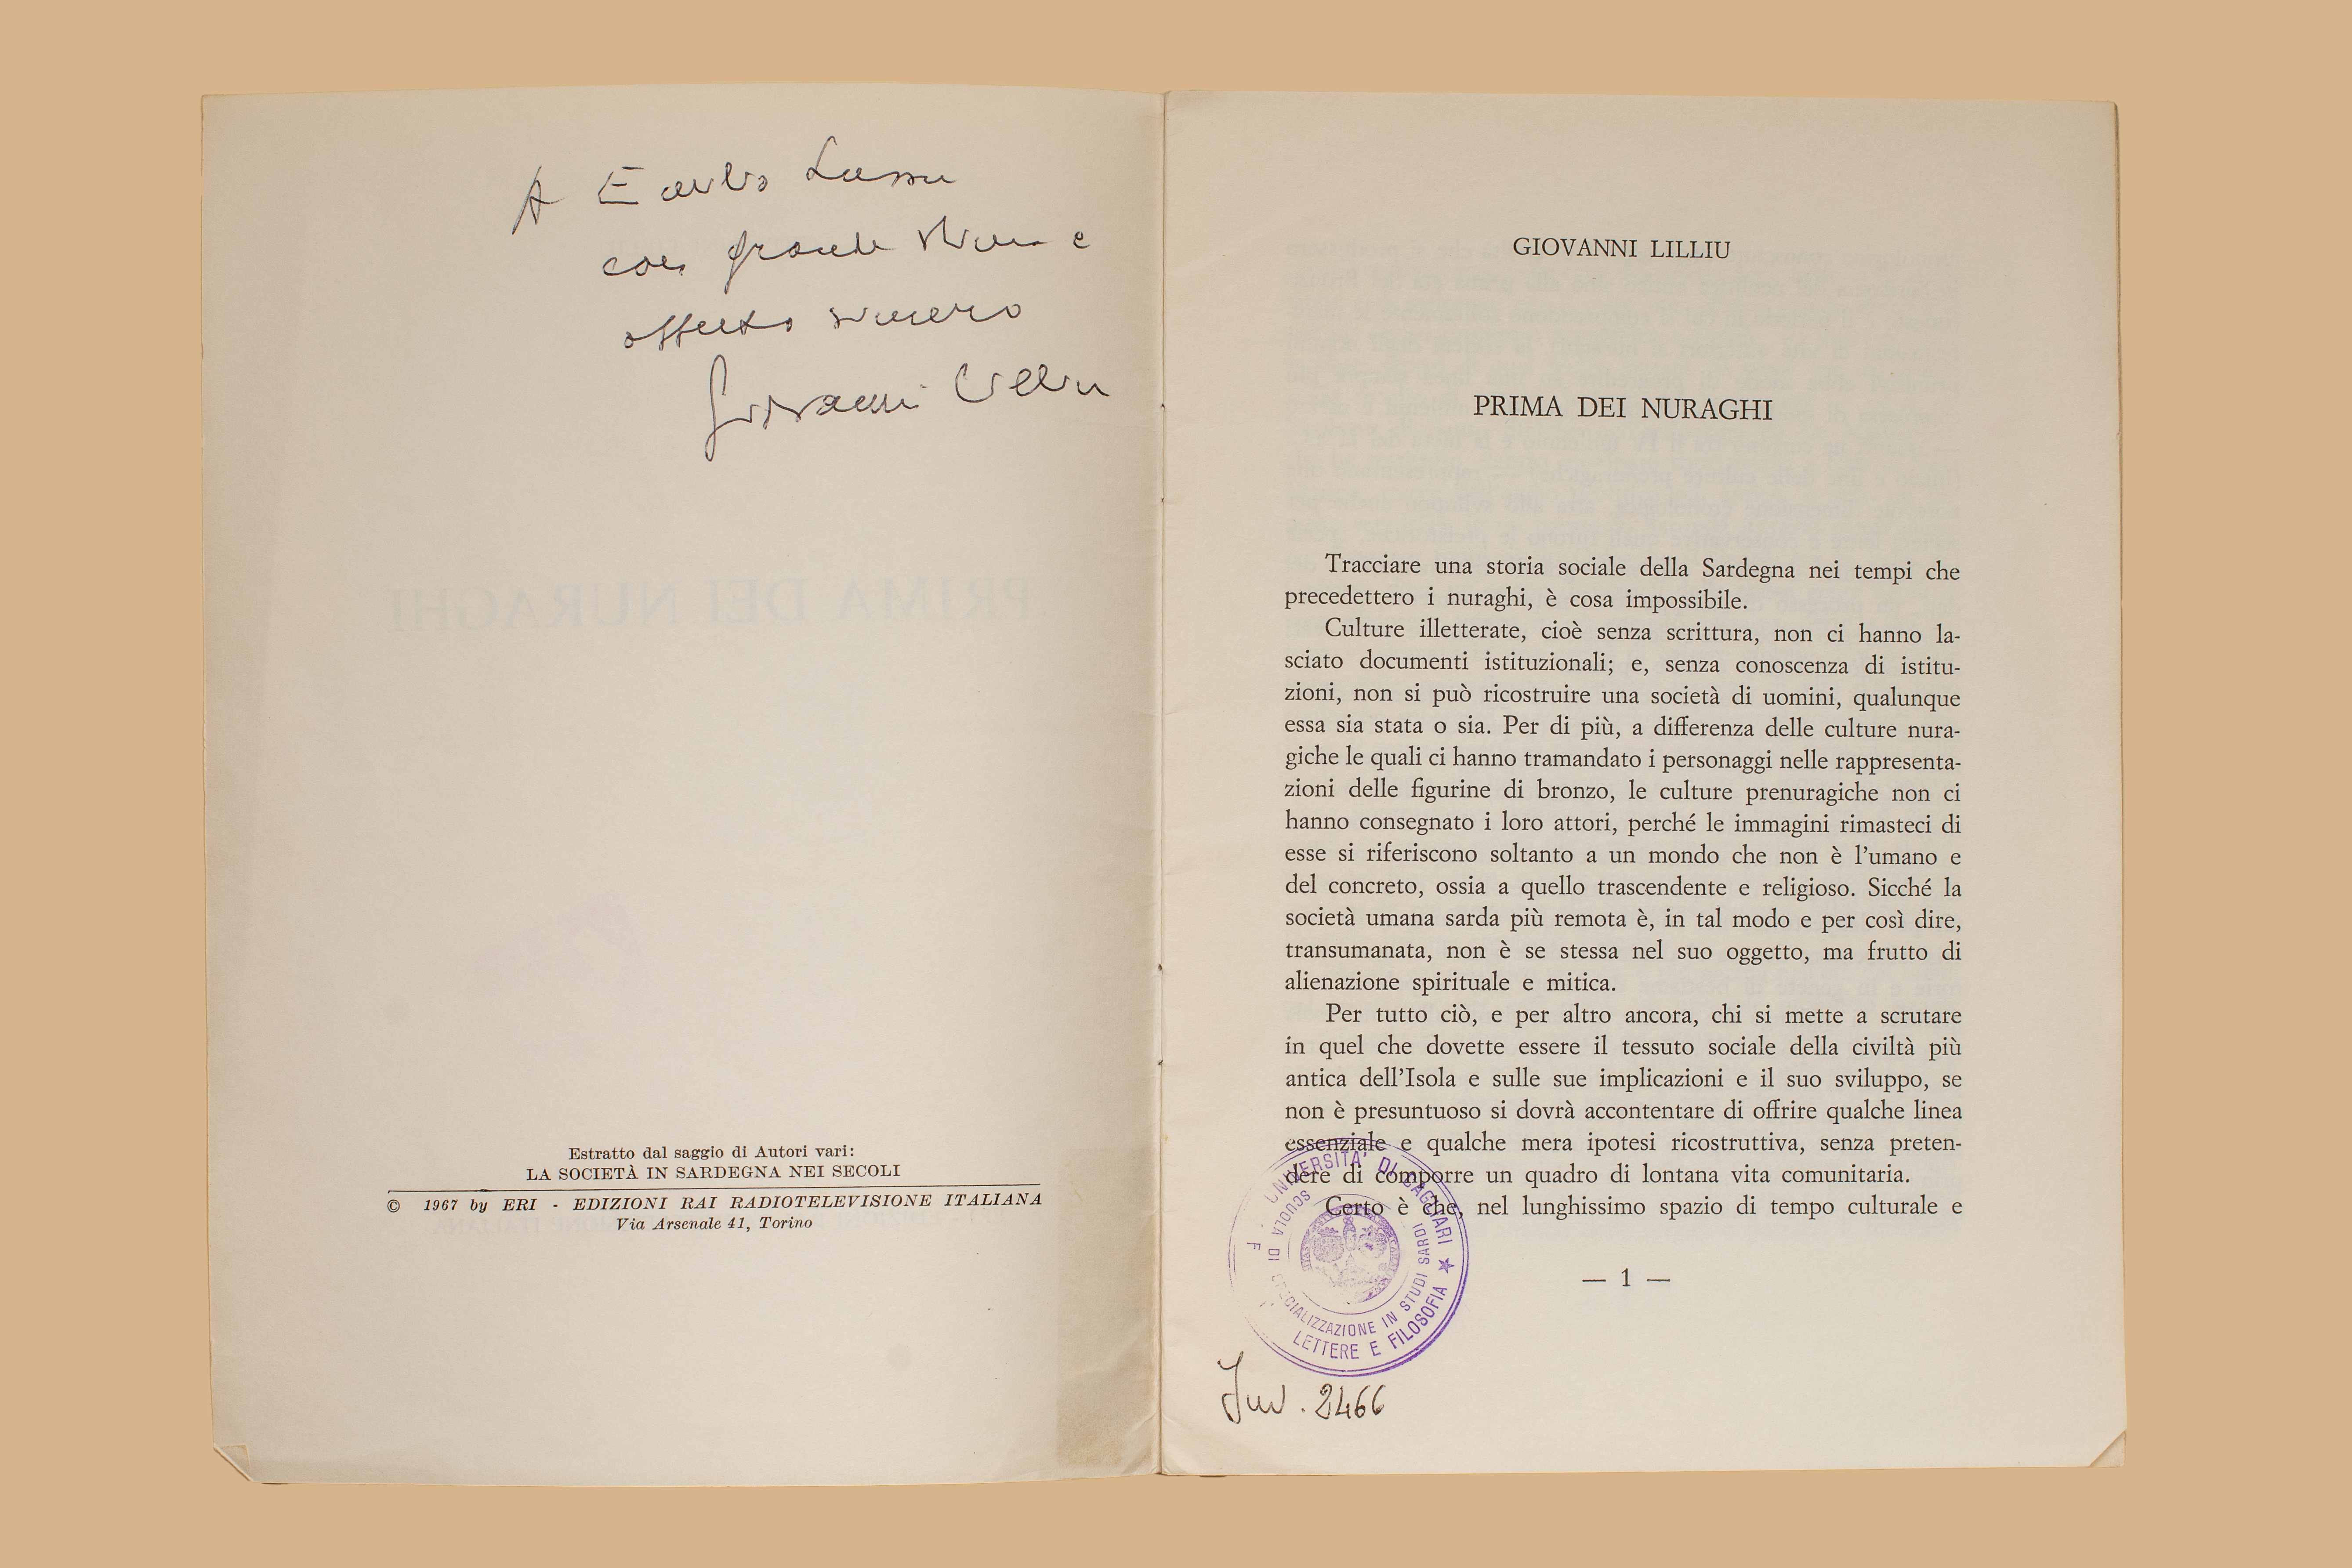 A Emilio Lussu
con grande stima e
affetto sincero
Giovanni Lilliu
Estratto dal saggio di Autori vari:
LA SOCIETÀ IN SARDEGNA NEI SECOLI
© 1967 by ERI - EDIZIONI RAI RADIOTELEVISIONE ITALIANA
Via Arsenale 41, Torino
GIOVANNI LILLIU
PRIMA DEI NURAGHI
Tracciare una storia sociale della Sardegna nei tempi che
precedettero i nuraghi, è cosa impossibile.
Culture illetterate, cioè senza scrittura, non ci hanno la-
sciato documenti istituzionali; e, senza conoscenza di istitu-
zioni, non si può ricostruire una società di uomini, qualunque
essa sia stata o sia. Per di più, a differenza delle culture nura-
giche le quali ci hanno tramandato i personaggi nelle rappresenta-
zioni delle figurine di bronzo, le culture prenuragiche non ci
hanno consegnato i loro attori, perché le immagini rimasteci di
esse si riferiscono soltanto a un mondo che non è l'umano e
del concreto, ossia a quello trascendente e religioso. Sicché la
società umana sarda più remota è, in tal modo e per così dire,
transumanata, non è se stessa nel suo oggetto, ma frutto di
alienazione spirituale e mitica.
Per tutto ciò, e per altro ancora, chi si mette a scrutare
in quel che dovette essere il tessuto sociale della civiltà più
antica dell'Isola e sulle sue implicazioni e il suo sviluppo, se
non è presuntuoso si dovrà accontentare di offrire qualche linea
essenziale e qualche mera ipotesi ricostruttiva, senza preten-
dere di comporre un quadro di lontana vita comunitaria.
Certo è che, nel lunghissimo spazio di tempo culturale e
— 1 —
UNIVERSITA' DI CAGLIARI ★
LETTERE E FILOSOFIA
SCUOLA DI SPECIALIZZAZIONE IN STUDI SARDI
Inv. 2466